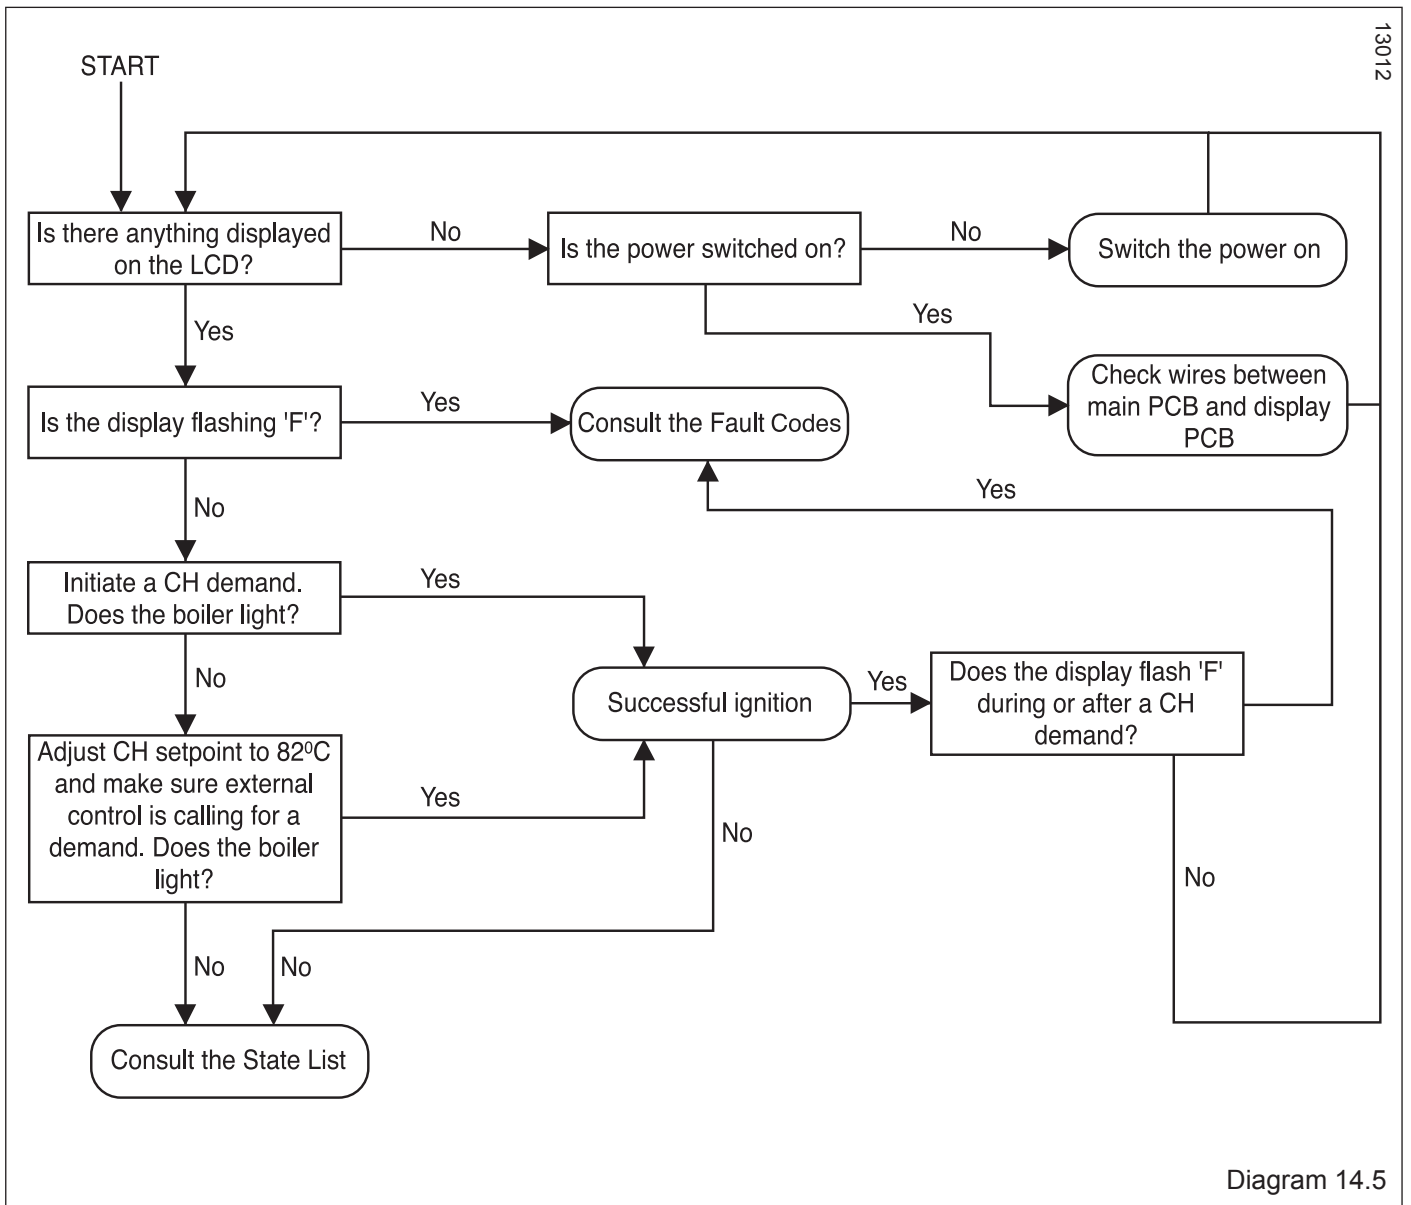 13012
START
Is there anything displayed
on the LCD?
No
Is the power switched on?
No
Switch the power on
Yes
Yes
Check wires between
main PCB and display
PCB
Is the display flashing 'F'?
Yes
Consult the Fault Codes
Yes
No
Initiate a CH demand.
Does the boiler light?
Yes
No
Successful ignition
Yes
Does the display flash 'F'
during or after a CH
demand?
Adjust CH setpoint to 82⁰C
and make sure external
control is calling for a
demand. Does the boiler
light?
Yes
No
No
No
No
Consult the State List
Diagram 14.5